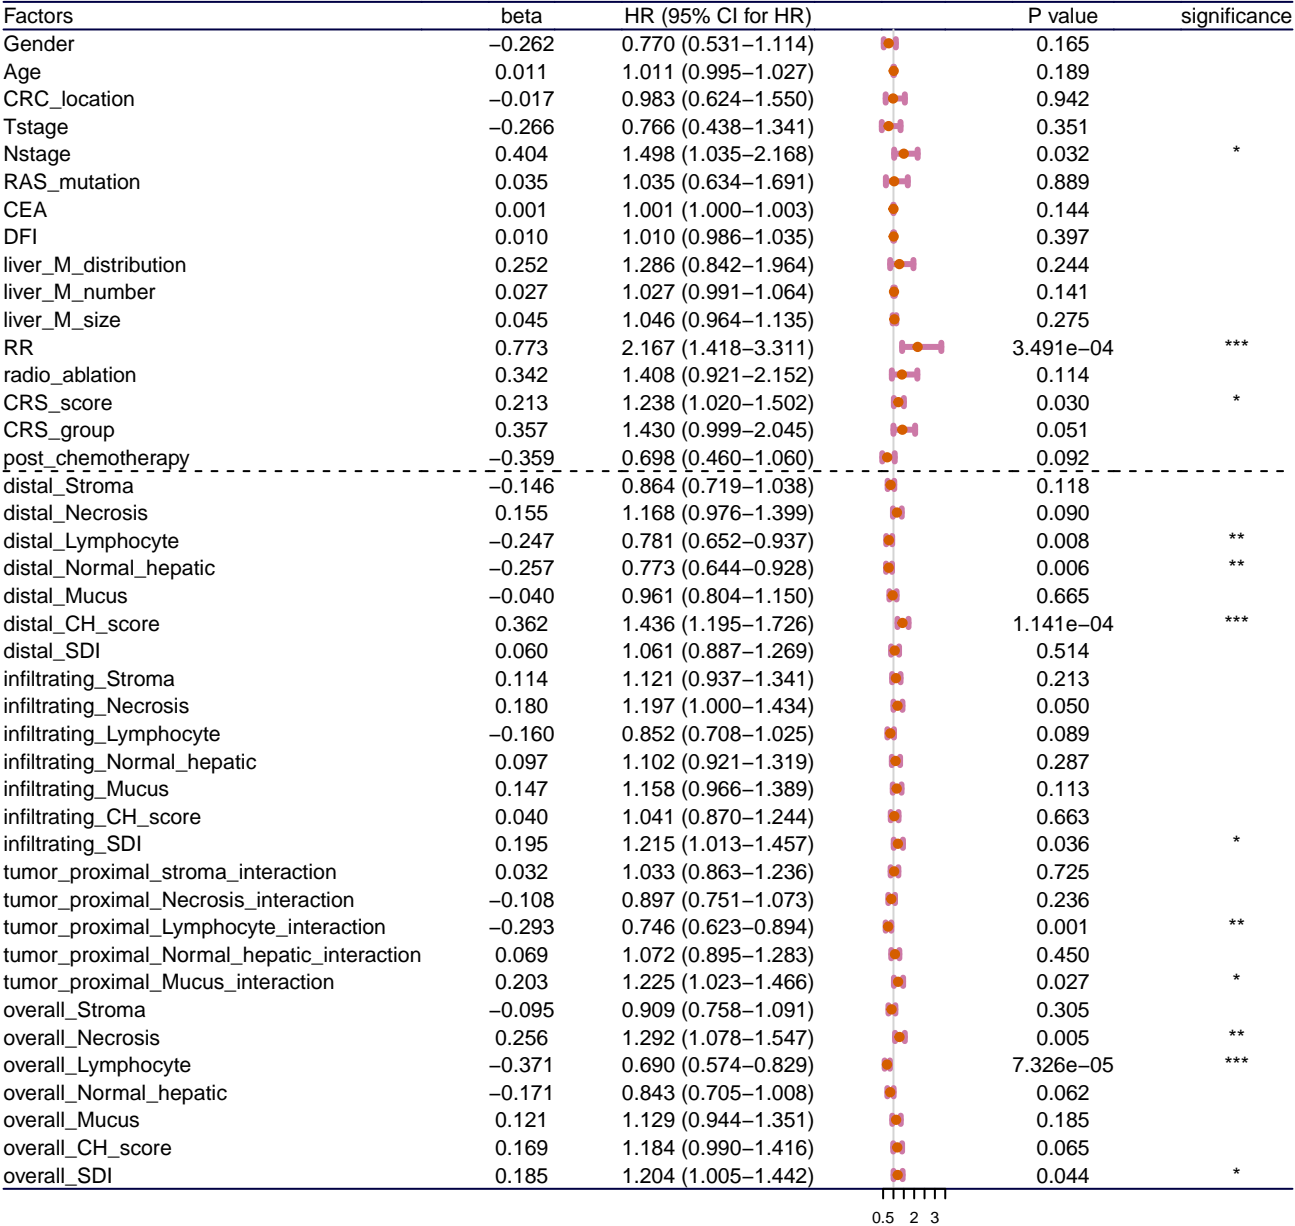 Factors beta HR (95% CI for HR) P value significance
Gender −0.262 0.770 (0.531−1.114) 0.165
Age 0.011 1.011 (0.995−1.027) 0.189
CRC_location −0.017 0.983 (0.624−1.550) 0.942
Tstage −0.266 0.766 (0.438−1.341) 0.351
Nstage 0.404 1.498 (1.035−2.168) 0.032 *
RAS_mutation 0.035 1.035 (0.634−1.691) 0.889
CEA 0.001 1.001 (1.000−1.003) 0.144
DFI 0.010 1.010 (0.986−1.035) 0.397
liver_M_distribution 0.252 1.286 (0.842−1.964) 0.244
liver_M_number 0.027 1.027 (0.991−1.064) 0.141
liver_M_size 0.045 1.046 (0.964−1.135) 0.275
RR 0.773 2.167 (1.418−3.311) 3.491e−04 ***
radio_ablation 0.342 1.408 (0.921−2.152) 0.114
CRS_score 0.213 1.238 (1.020−1.502) 0.030 *
CRS_group 0.357 1.430 (0.999−2.045) 0.051
post_chemotherapy −0.359 0.698 (0.460−1.060) 0.092
distal_Stroma −0.146 0.864 (0.719−1.038) 0.118
distal_Necrosis 0.155 1.168 (0.976−1.399) 0.090
distal_Lymphocyte −0.247 0.781 (0.652−0.937) 0.008 **
distal_Normal_hepatic −0.257 0.773 (0.644−0.928) 0.006 **
distal_Mucus −0.040 0.961 (0.804−1.150) 0.665
distal_CH_score 0.362 1.436 (1.195−1.726) 1.141e−04 ***
distal_SDI 0.060 1.061 (0.887−1.269) 0.514
infiltrating_Stroma 0.114 1.121 (0.937−1.341) 0.213
infiltrating_Necrosis 0.180 1.197 (1.000−1.434) 0.050
infiltrating_Lymphocyte −0.160 0.852 (0.708−1.025) 0.089
infiltrating_Normal_hepatic 0.097 1.102 (0.921−1.319) 0.287
infiltrating_Mucus 0.147 1.158 (0.966−1.389) 0.113
infiltrating_CH_score 0.040 1.041 (0.870−1.244) 0.663
infiltrating_SDI 0.195 1.215 (1.013−1.457) 0.036 *
tumor_proximal_stroma_interaction 0.032 1.033 (0.863−1.236) 0.725
tumor_proximal_Necrosis_interaction −0.108 0.897 (0.751−1.073) 0.236
tumor_proximal_Lymphocyte_interaction −0.293 0.746 (0.623−0.894) 0.001 **
tumor_proximal_Normal_hepatic_interaction 0.069 1.072 (0.895−1.283) 0.450
tumor_proximal_Mucus_interaction 0.203 1.225 (1.023−1.466) 0.027 *
overall_Stroma −0.095 0.909 (0.758−1.091) 0.305
overall_Necrosis 0.256 1.292 (1.078−1.547) 0.005 **
overall_Lymphocyte −0.371 0.690 (0.574−0.829) 7.326e−05 ***
overall_Normal_hepatic −0.171 0.843 (0.705−1.008) 0.062
overall_Mucus 0.121 1.129 (0.944−1.351) 0.185
overall_CH_score 0.169 1.184 (0.990−1.416) 0.065
overall_SDI 0.185 1.204 (1.005−1.442) 0.044 *
0.5 2 3